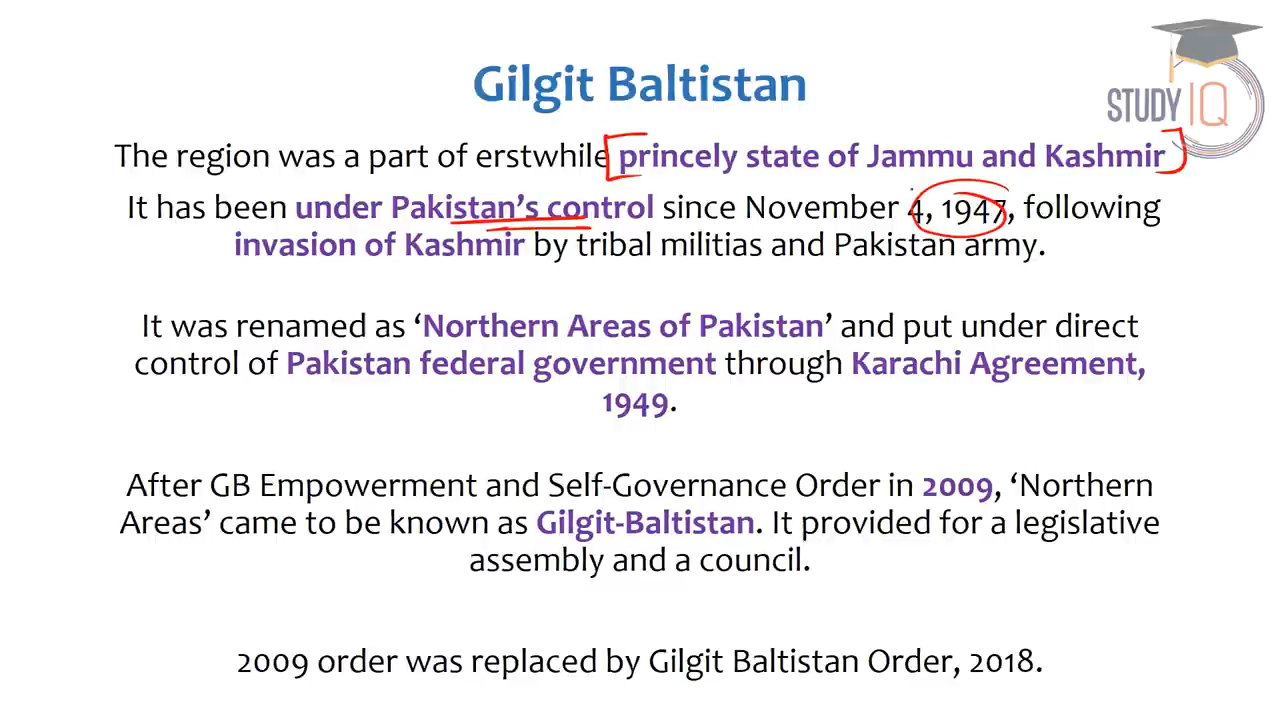 Gilgit Baltistan
STUDY IQ
The region was a part of erstwhile princely state of Jammu and Kashmir
It has been under Pakistan's control since November 4, 1947, following
invasion of Kashmir by tribal militias and Pakistan army.
It was renamed as ‘Northern Areas of Pakistan’ and put under direct
control of Pakistan federal government through Karachi Agreement,
1949.
After GB Empowerment and Self-Governance Order in 2009, ‘Northern
Areas’ came to be known as Gilgit-Baltistan. It provided for a legislative
assembly and a council.
2009 order was replaced by Gilgit Baltistan Order, 2018.